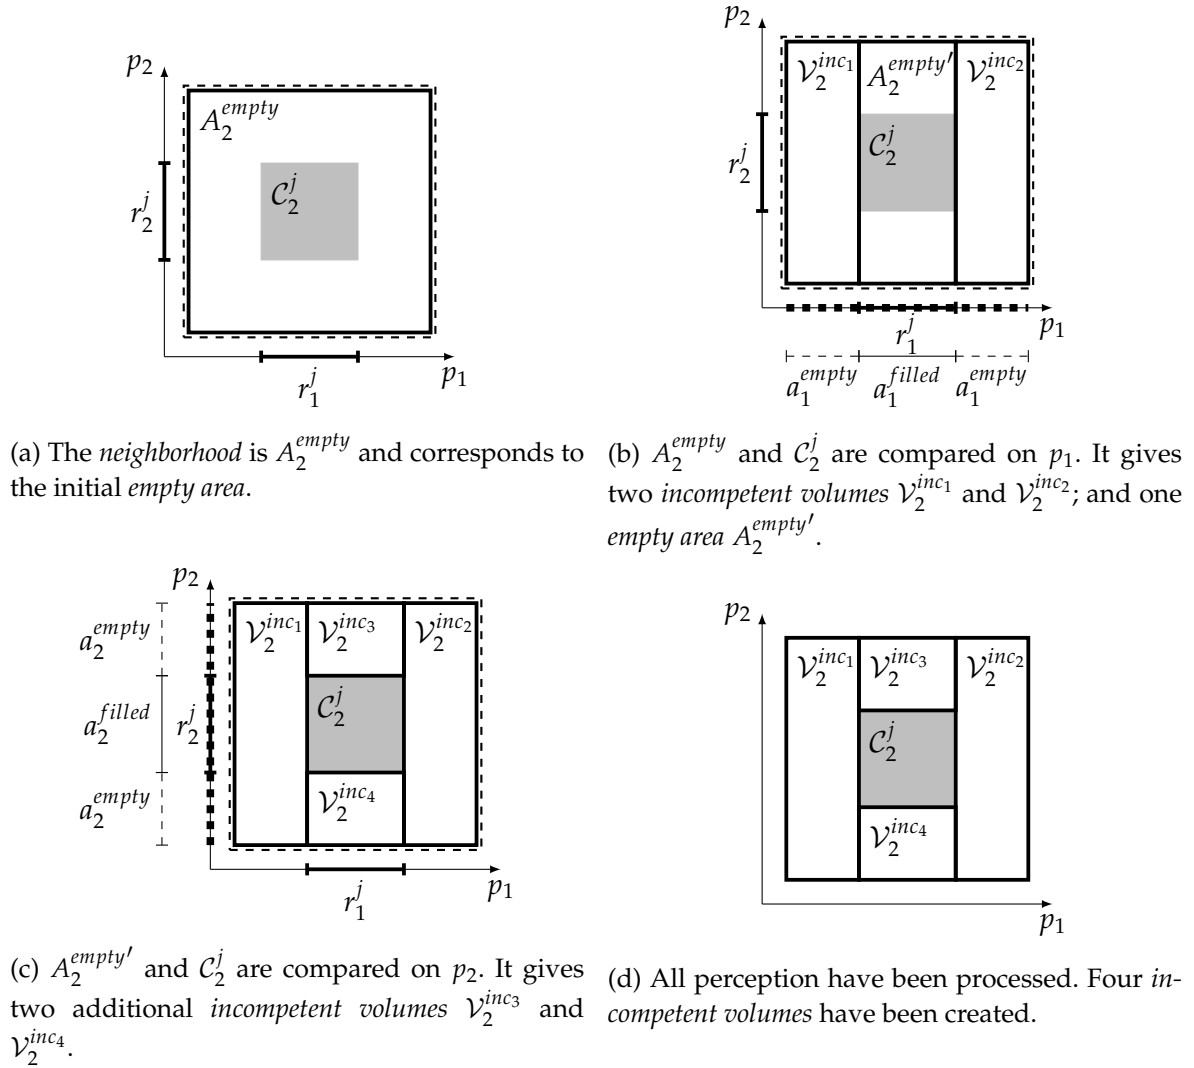 p₂
A₂^{empty}
C₂^j
r₂^j
r₁^j
p₁
(a) The neighborhood is A₂^{empty} and corresponds to
the initial empty area.
p₂
V₂^{inc₁} A₂^{empty}′ V₂^{inc₂}
C₂^j
r₂^j
r₁^j
p₁
a₁^{empty} a₁^{filled} a₁^{empty}
(b) A₂^{empty} and C₂^j are compared on p₁. It gives
two incompetent volumes V₂^{inc₁} and V₂^{inc₂}; and one
empty area A₂^{empty}′.
p₂
a₂^{empty}
V₂^{inc₁} V₂^{inc₃} V₂^{inc₂}
a₂^{filled} r₂^j
C₂^j
a₂^{empty}
V₂^{inc₄}
r₁^j
p₁
(c) A₂^{empty}′ and C₂^j are compared on p₂. It gives
two additional incompetent volumes V₂^{inc₃} and
V₂^{inc₄}.
p₂
V₂^{inc₁} V₂^{inc₃} V₂^{inc₂}
C₂^j
V₂^{inc₄}
p₁
(d) All perception have been processed. Four in-
competent volumes have been created.